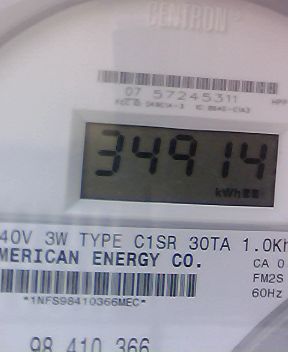 CENTRON
07 57245311
34914
kWh
40V 3W TYPE C1SR 30TA 1.0Kh
MERICAN ENERGY CO.
CA 0
FM2S
*1NFS98410366MEC*
60Hz
98 410 366